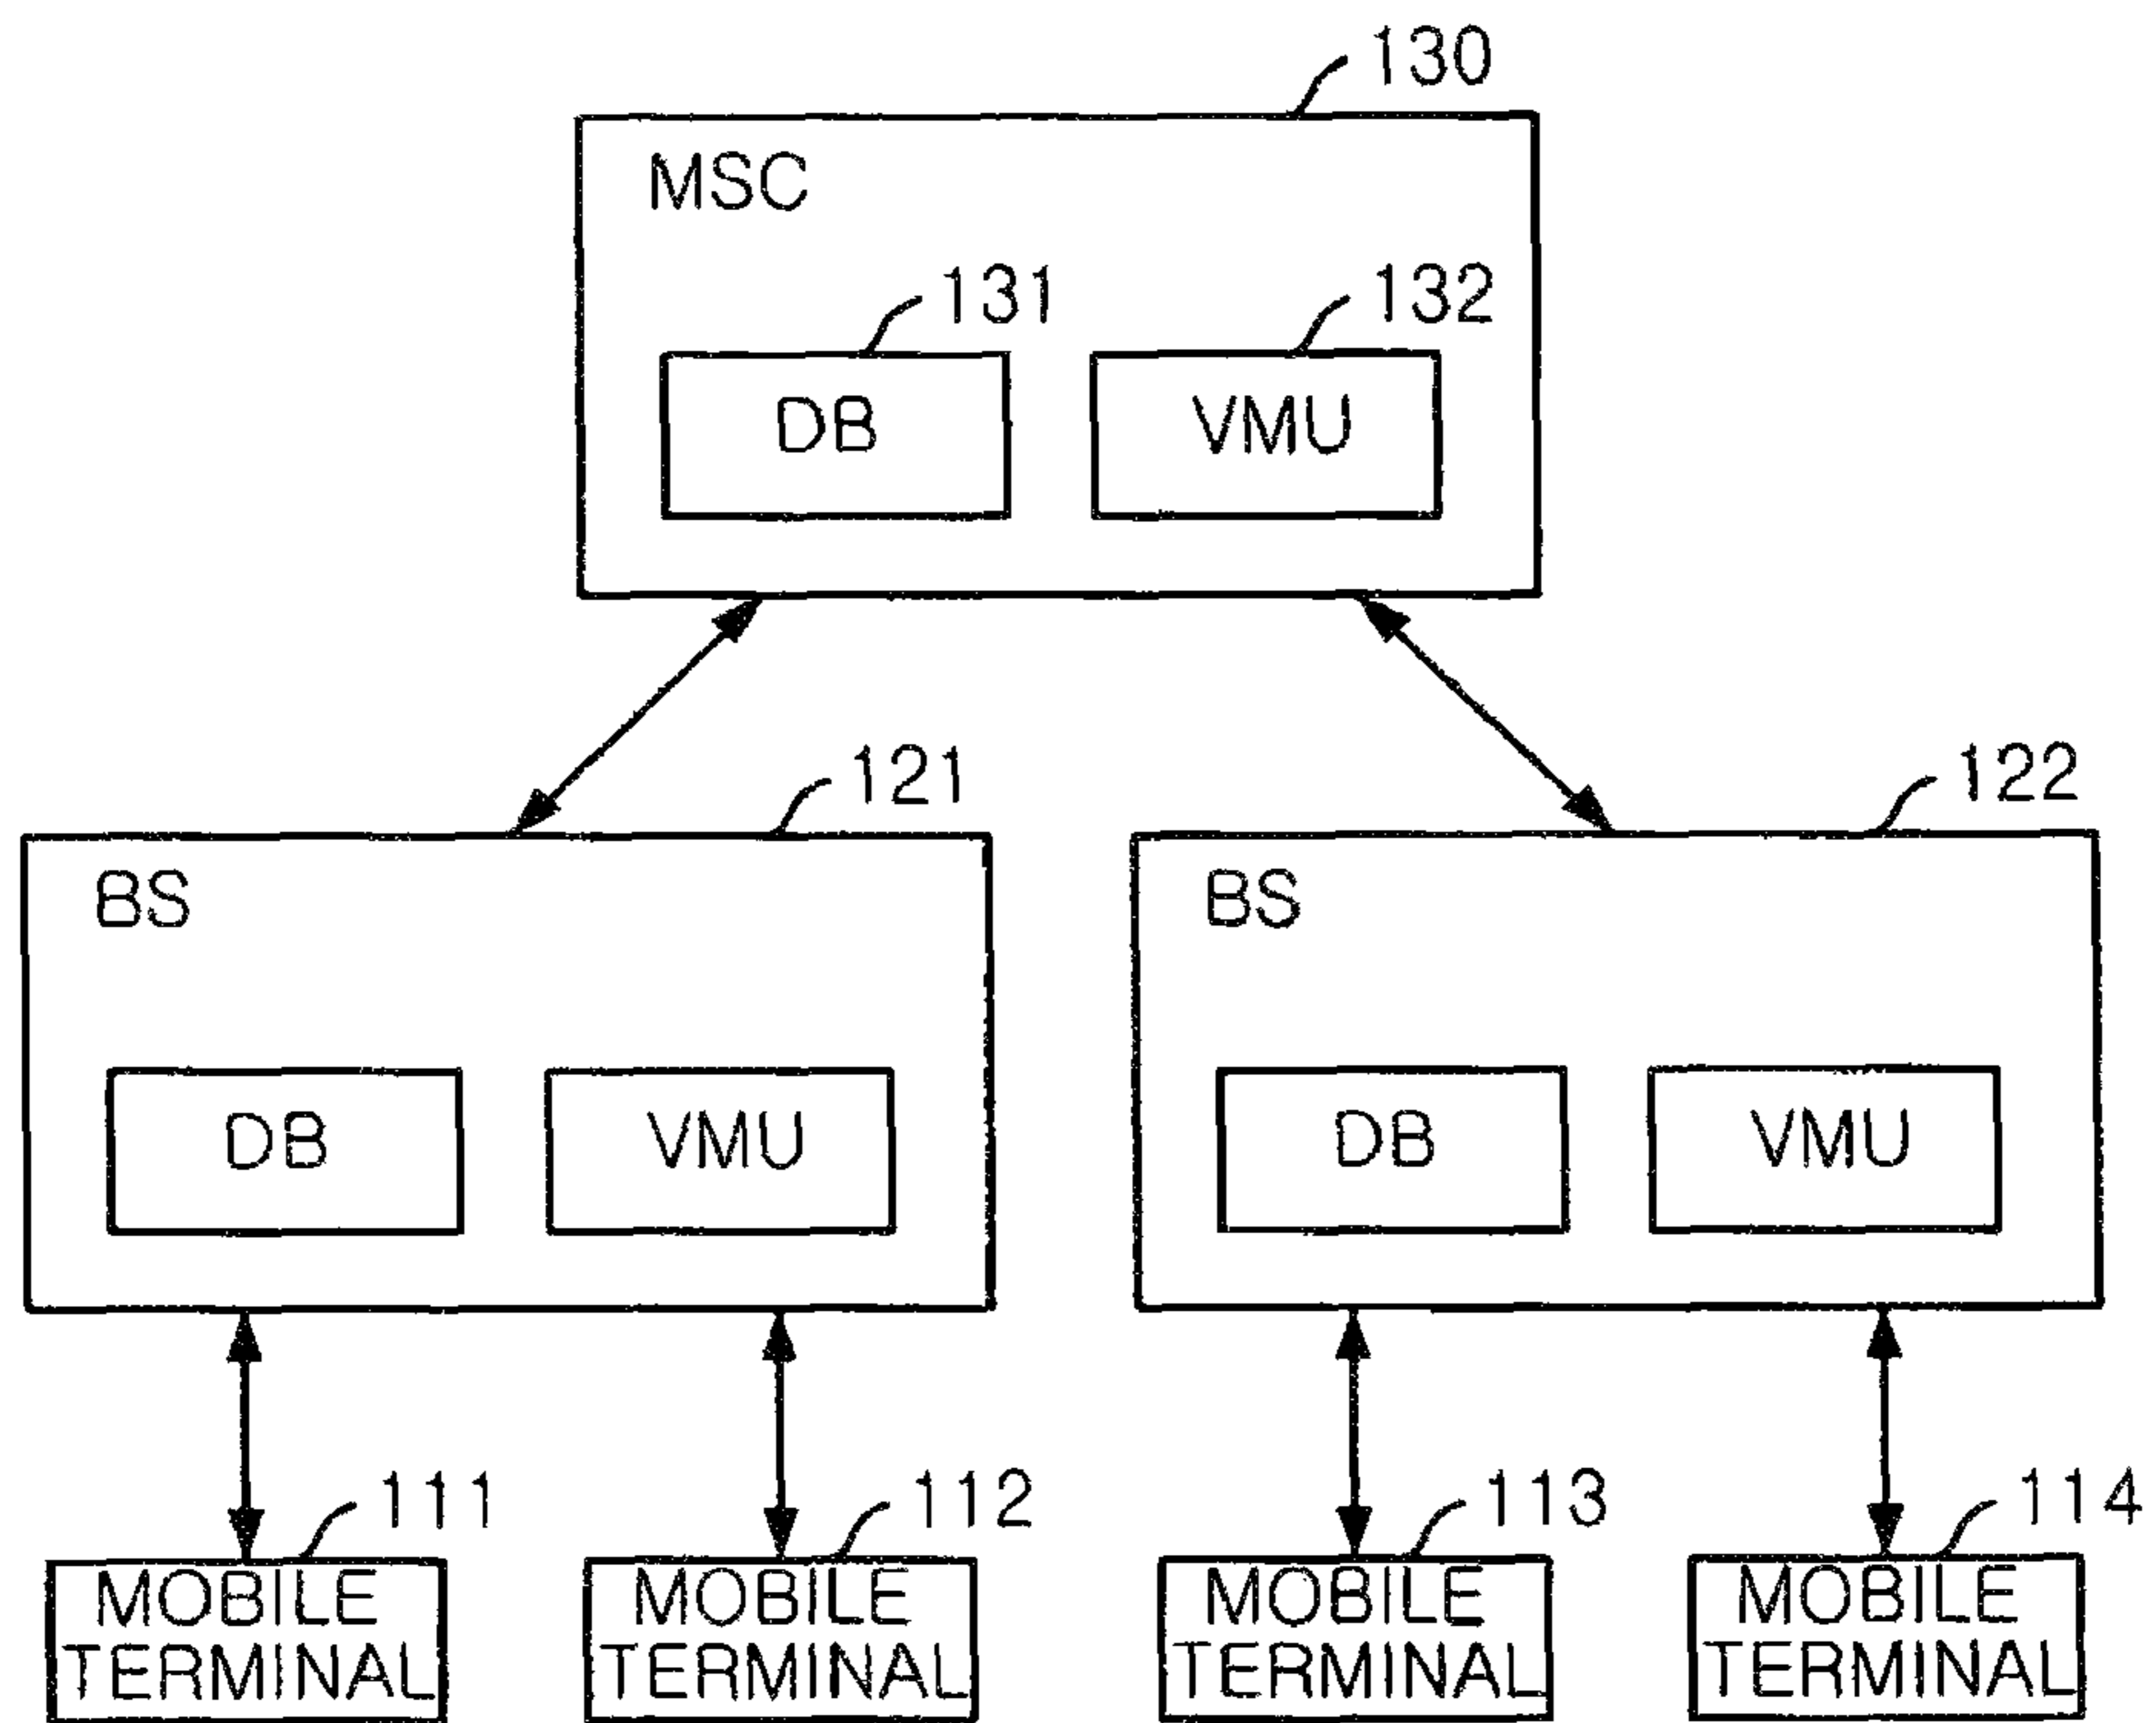 130
MSC
131
132
DB
VMU
121
122
BS
BS
DB
VMU
DB
VMU
111
112
113
114
MOBILE
TERMINAL
MOBILE
TERMINAL
MOBILE
TERMINAL
MOBILE
TERMINAL